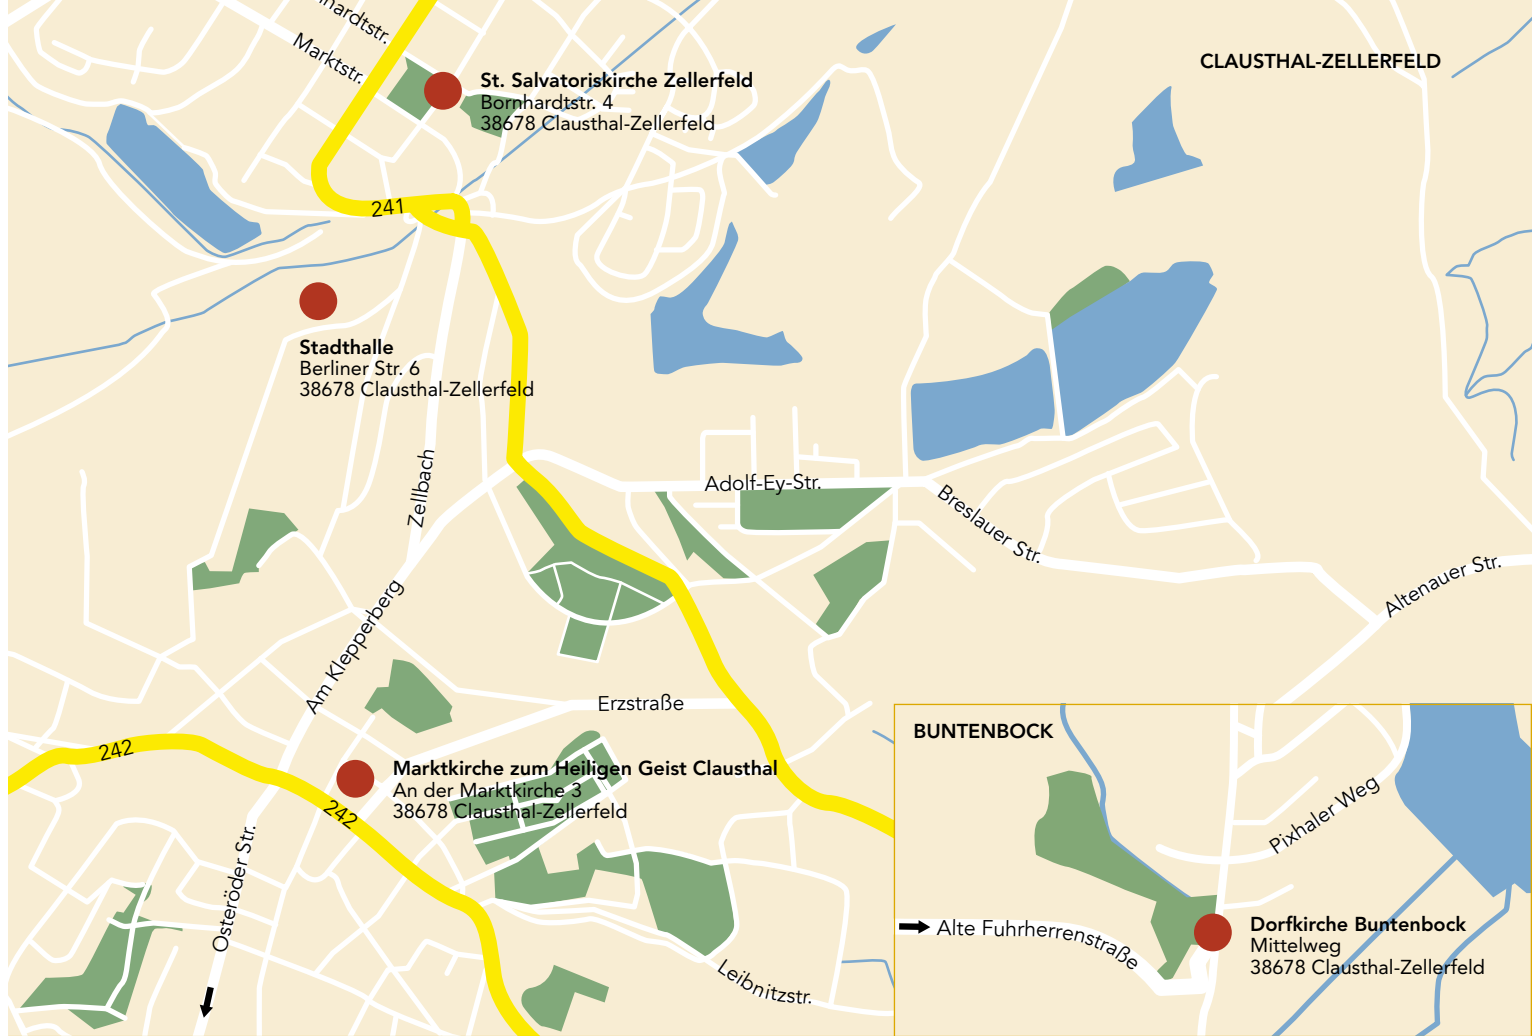 hardtstr.
Marktstr.
CLAUSTHAL-ZELLERFELD
St. Salvatoriskirche Zellerfeld
Bornhardtstr. 4
38678 Clausthal-Zellerfeld
241
Stadthalle
Berliner Str. 6
38678 Clausthal-Zellerfeld
Zellbach
Adolf-Ey-Str.
Breslauer Str.
Altenauer Str.
Am Klepperberg
Erzstraße
242
Marktkirche zum Heiligen Geist Clausthal
An der Marktkirche 3
38678 Clausthal-Zellerfeld
242
Osteröder Str.
Leibnitzstr.
BUNTENBOCK
Pixhaler Weg
Alte Fuhrherrenstraße
Dorfkirche Buntenbock
Mittelweg
38678 Clausthal-Zellerfeld